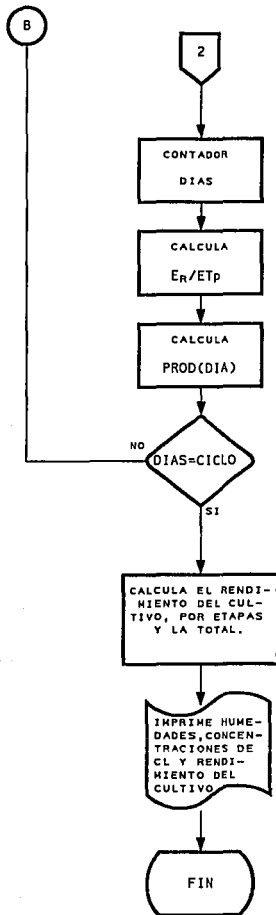 B
2
CONTADOR
DIAS
CALCULA
ER/ETp
CALCULA
PROD(DIA)
NO
DIAS=CICLO
SI
CALCULA EL RENDI-
MIENTO DEL CUL-
TIVO, POR ETAPAS
Y LA TOTAL.
IMPRIME HUME-
DADES,CONCEN-
TRACIONES DE
CL Y RENDI-
MIENTO DEL
CULTIVO
FIN